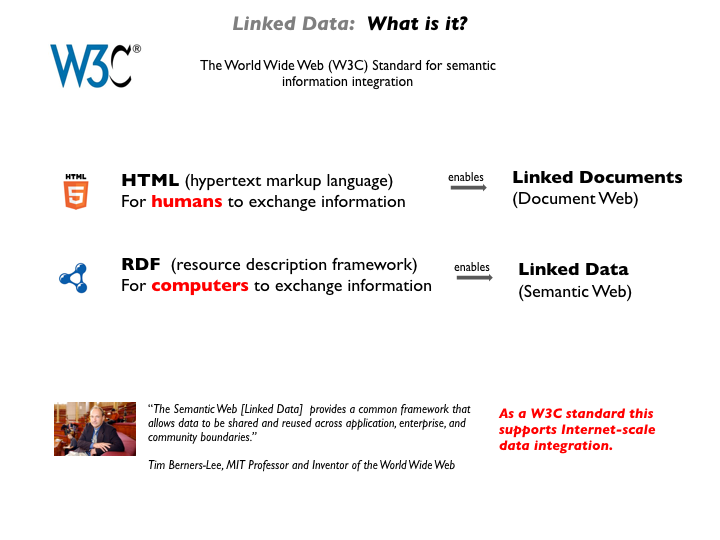 Linked Data: What is it?
W3C®
The World Wide Web (W3C) Standard for semantic
information integration
HTML
5
HTML (hypertext markup language)
For humans to exchange information
enables
Linked Documents
(Document Web)
RDF (resource description framework)
For computers to exchange information
enables
Linked Data
(Semantic Web)
“The Semantic Web [Linked Data] provides a common framework that
allows data to be shared and reused across application, enterprise, and
community boundaries.”
Tim Berners-Lee, MIT Professor and Inventor of the World Wide Web
As a W3C standard this
supports Internet-scale
data integration.